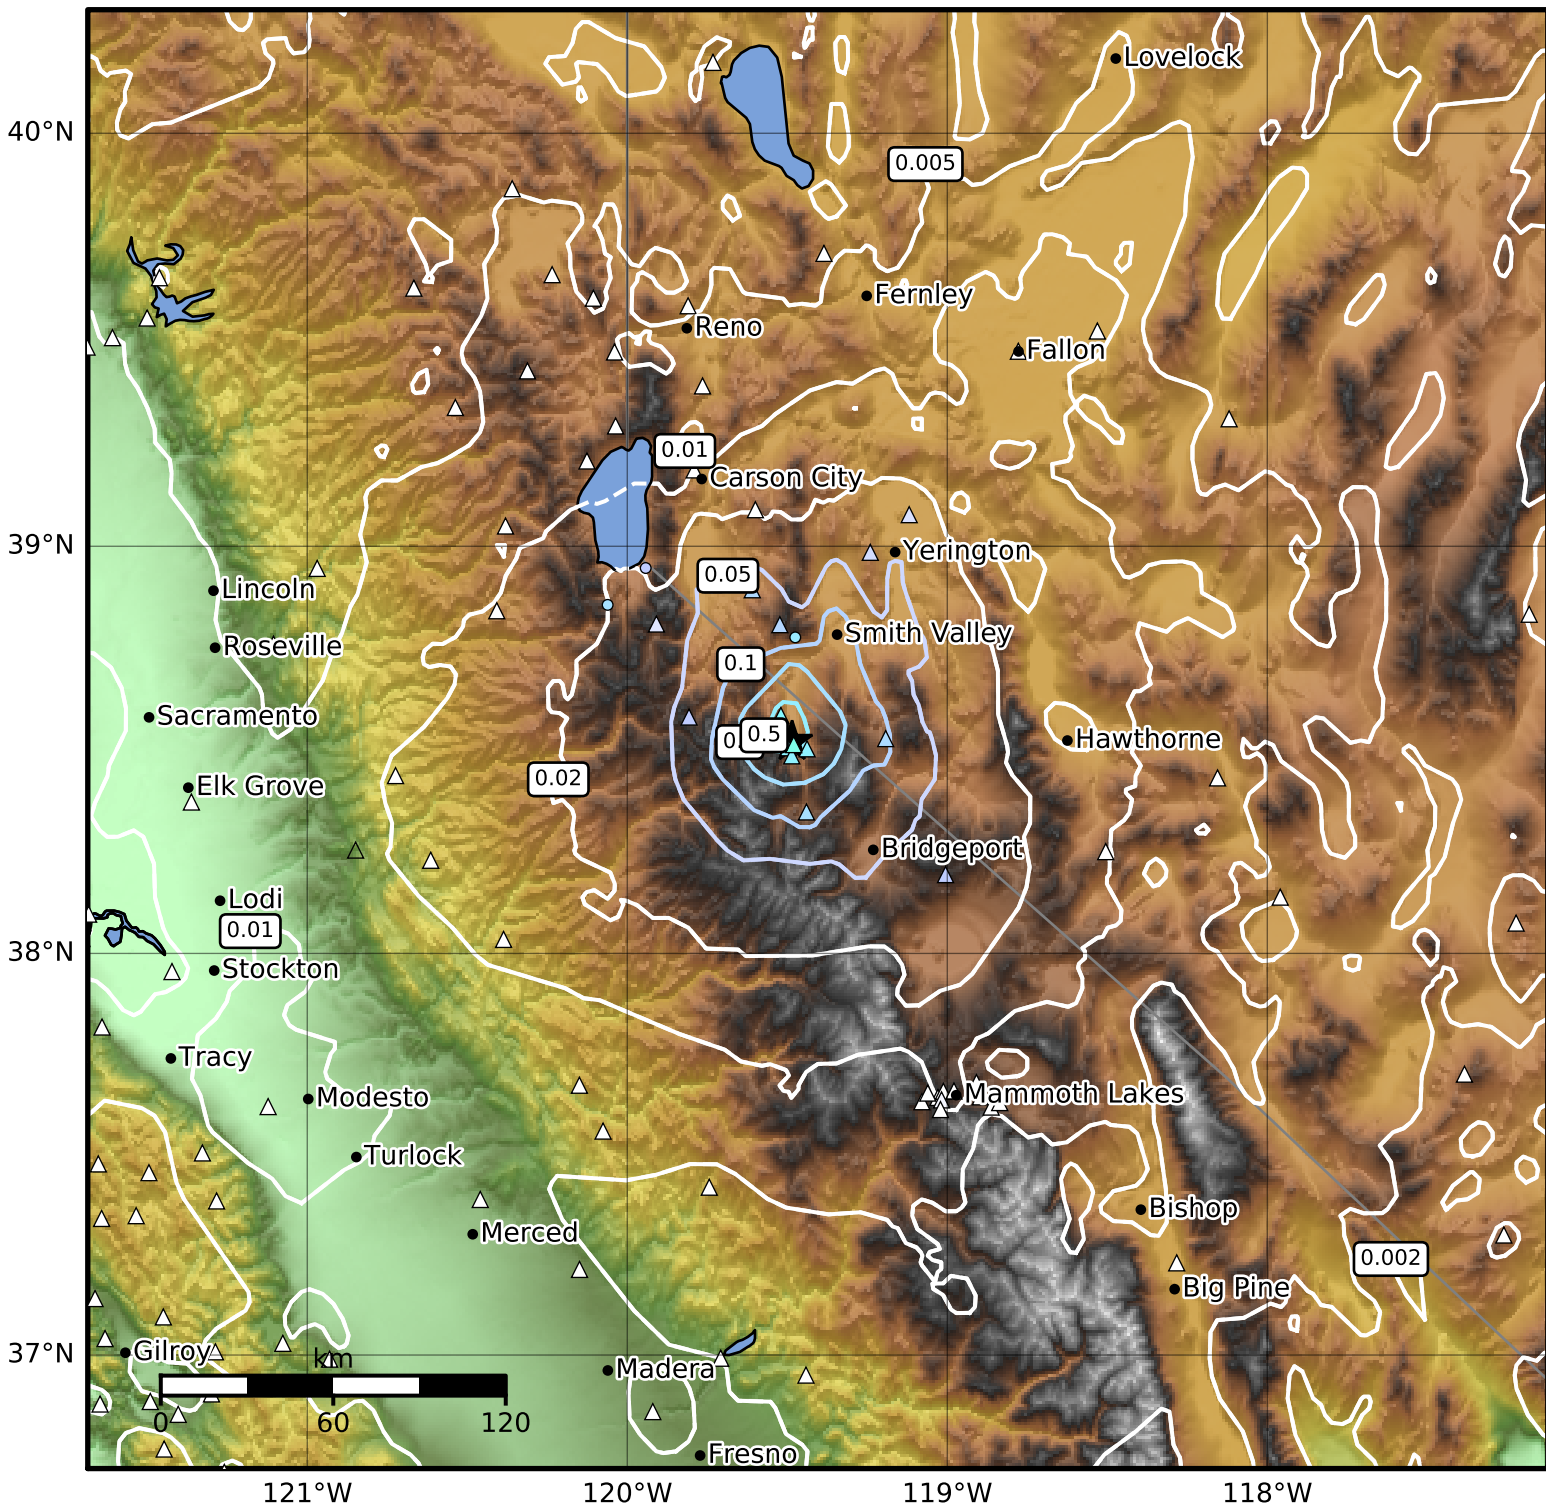 Lovelock
40°N
0.005
Fernley
Reno
Fallon
0.01
Carson City
39°N
Yerington
0.05
Lincoln
Smith Valley
Roseville
0.1
Sacramento
0.5
Hawthorne
0.02
Elk Grove
Bridgeport
Lodi
0.01
38°N
Stockton
Tracy
Mammoth Lakes
Modesto
Turlock
Bishop
Merced
0.002
Big Pine
37°N
Gilroy
km
Madera
0 60 120
Fresno
121°W 120°W 119°W 118°W